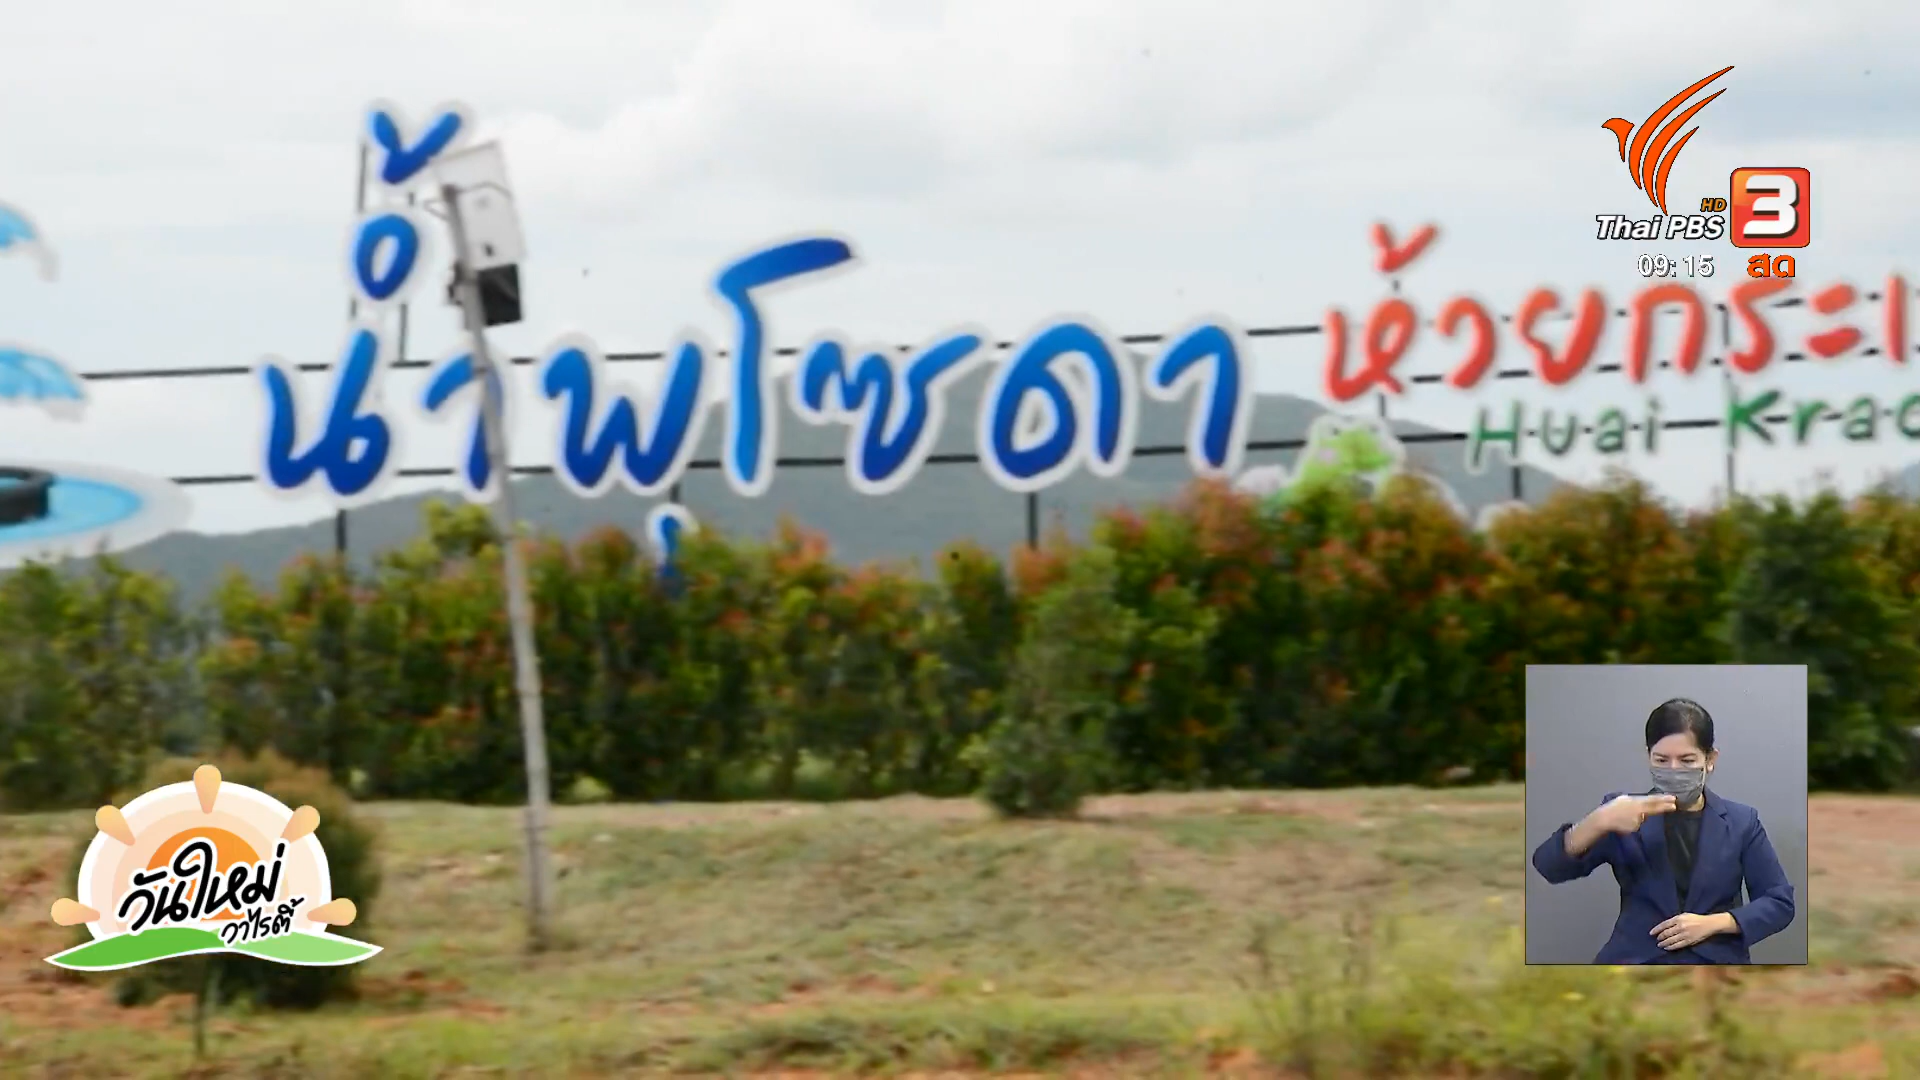 น้ำพุโซดา ห้วยกระเ
Huai Krac
Thai PBS HD 3
09:15 สด
วันใหม่
วาไรตี้